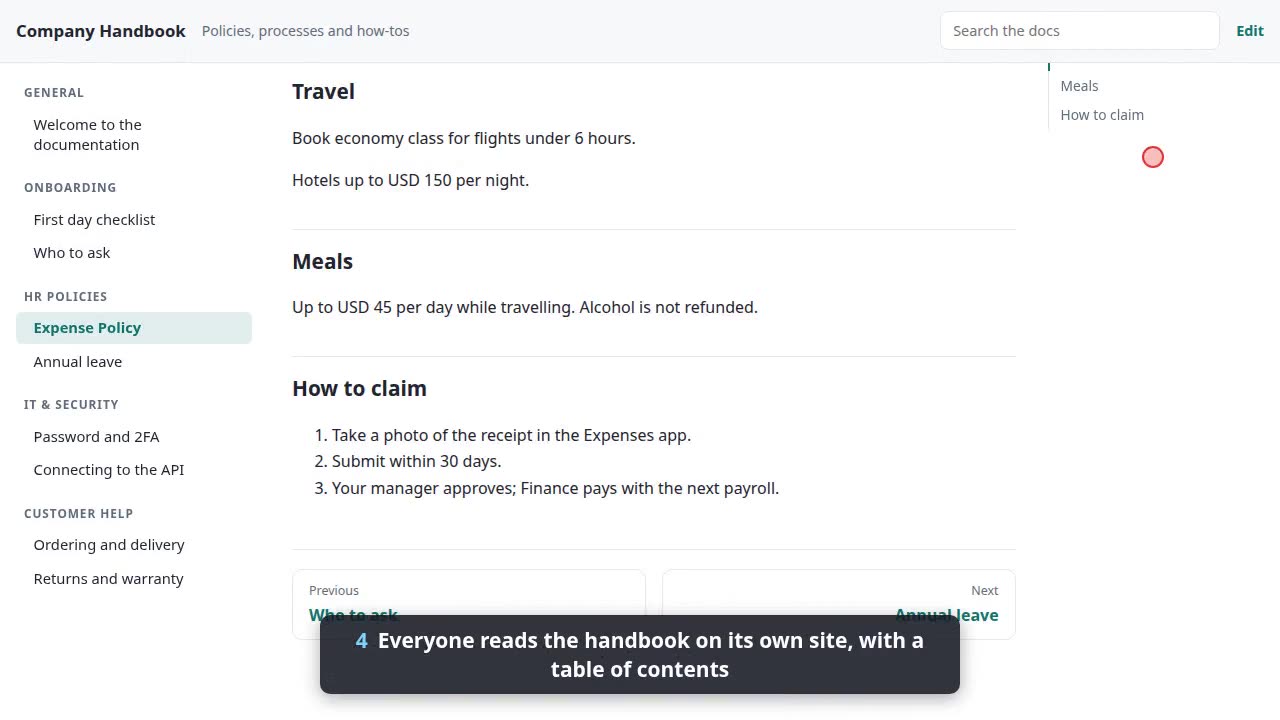 Company Handbook
Policies, processes and how-tos
Search the docs
Edit
GENERAL
Welcome to the
documentation
ONBOARDING
First day checklist
Who to ask
HR POLICIES
Expense Policy
Annual leave
IT & SECURITY
Password and 2FA
Connecting to the API
CUSTOMER HELP
Ordering and delivery
Returns and warranty
Travel
Book economy class for flights under 6 hours.
Hotels up to USD 150 per night.
Meals
Up to USD 45 per day while travelling. Alcohol is not refunded.
How to claim
1. Take a photo of the receipt in the Expenses app.
2. Submit within 30 days.
3. Your manager approves; Finance pays with the next payroll.
Previous
Who to ask
Next
Annual leave
Meals
How to claim
4 Everyone reads the handbook on its own site, with a
table of contents